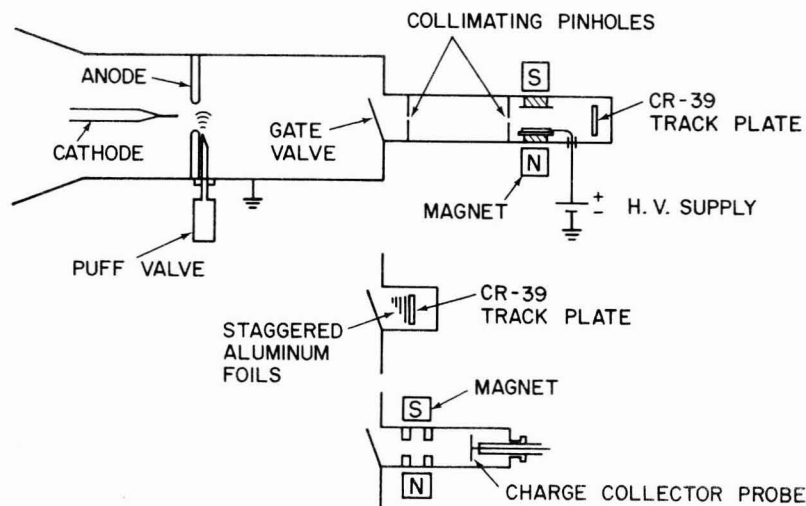 COLLIMATING PINHOLES
ANODE
S
CR-39
TRACK PLATE
CATHODE
GATE
VALVE
N
MAGNET
+
-
H. V. SUPPLY
PUFF VALVE
CR-39
TRACK PLATE
STAGGERED
ALUMINUM
FOILS
MAGNET
S
N
CHARGE COLLECTOR PROBE